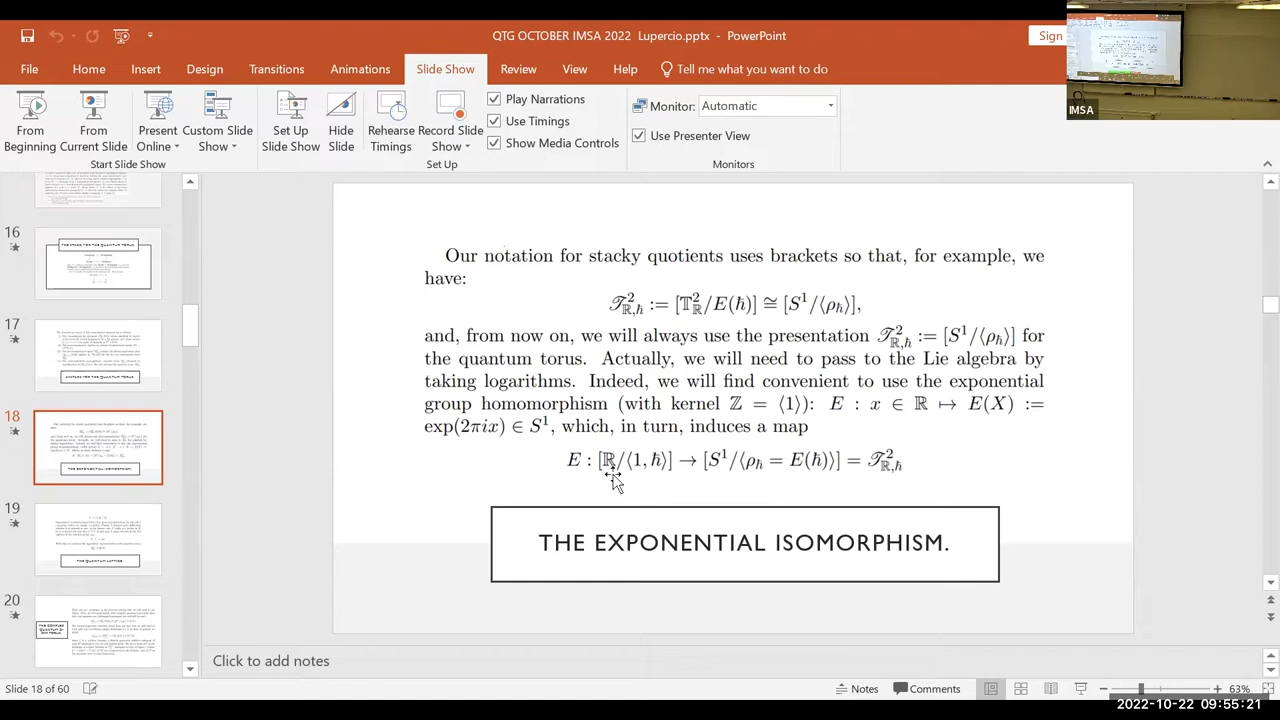 QTG OCTOBER IMSA 2022 Lupercio.pptx - PowerPoint
Sign
File Home Insert Design Transitions Animations View Help what you want to do
From Beginning
From Current Slide
Present Online
Custom Slide Show
Set Up Slide Show
Hide Slide
Rehearse Timings
Record Slide Show
Play Narrations
Use Timings
Show Media Controls
Monitor: Automatic
Use Presenter View
Start Slide Show
Set Up
Monitors
IMSA
16
17
18
19
20
Our notation for stacky quotients uses brackets so that, for example, we
have:
𝒯²_{ℝ,ℏ} := [𝕋²_ℝ/E(ℏ)] ≅ [S¹/⟨ρ_ℏ⟩],
and, from now on, we will always use the presentation 𝒯²_{ℝ,ℏ} := [S¹/⟨ρ_ℏ⟩] for
the quantum torus. Actually, we will need to pass to the Lie algebra by
taking logarithms. Indeed, we will find convenient to use the exponential
group homomorphism (with kernel ℤ = ⟨1⟩): E : x ∈ ℝ ↦ E(X) :=
exp(2πix) ∈ S¹, which, in turn, induces a map
E : [ℝ/⟨1, ℏ⟩] → [S¹/⟨ρ_ℏ = E(ℏ)⟩] = 𝒯²_{ℝ,ℏ}
THE EXPONENTIAL ISOMORPHISM.
Click to add notes
Slide 18 of 60
Notes
Comments
63%
2022-10-22 09:55:21